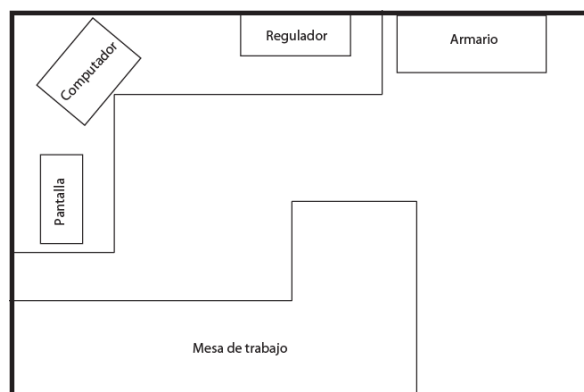 Computador
Regulador
Armario
Pantalla
Mesa de trabajo